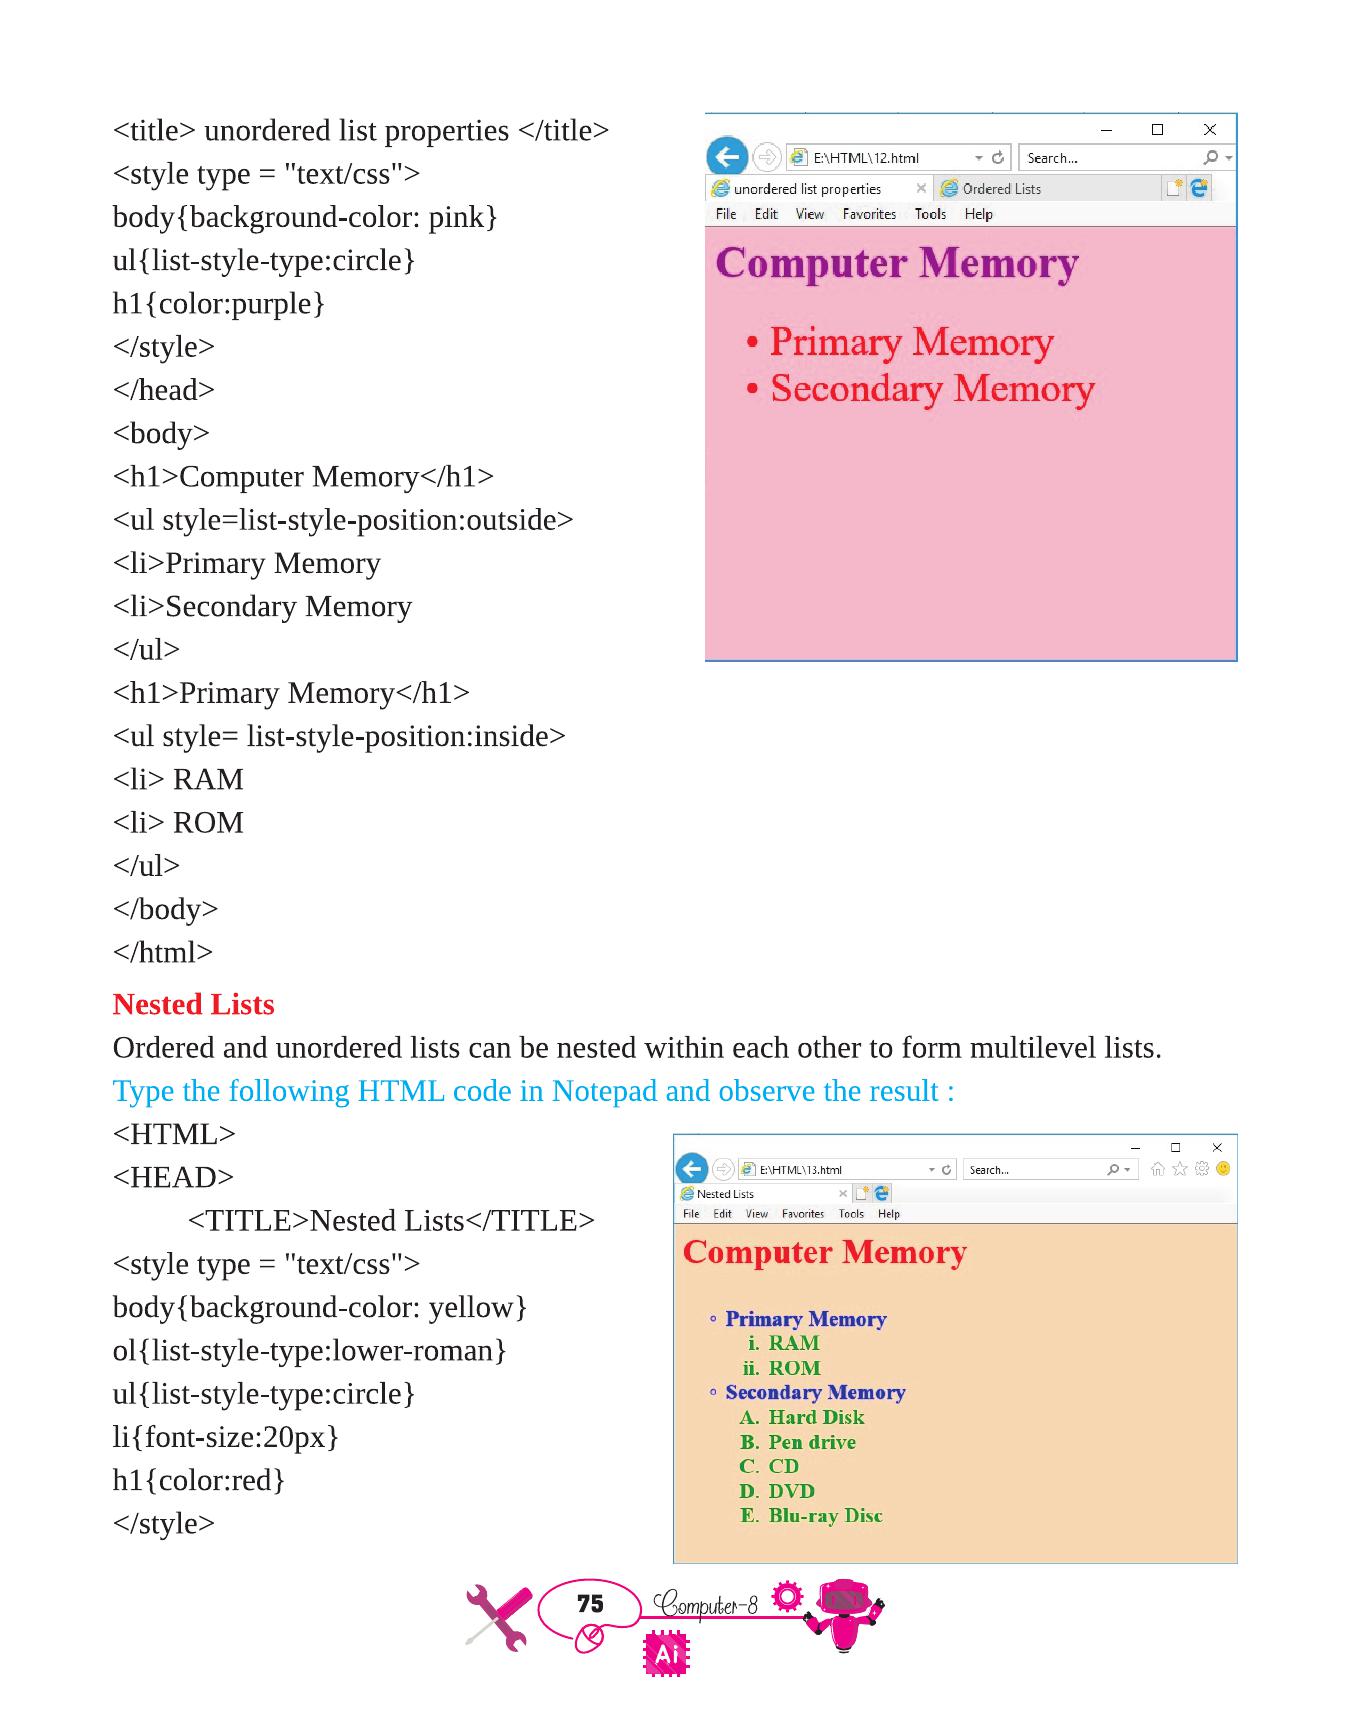 <title> unordered list properties </title>
<style type = "text/css">
body{background-color: pink}
ul{list-style-type:circle}
h1{color:purple}
</style>
</head>
<body>
<h1>Computer Memory</h1>
<ul style=list-style-position:outside>
<li>Primary Memory
<li>Secondary Memory
</ul>
<h1>Primary Memory</h1>
<ul style= list-style-position:inside>
<li> RAM
<li> ROM
</ul>
</body>
</html>
E:\HTML\12.html Search...
unordered list properties Ordered Lists
File Edit View Favorites Tools Help
Computer Memory
• Primary Memory
• Secondary Memory
Nested Lists
Ordered and unordered lists can be nested within each other to form multilevel lists.
Type the following HTML code in Notepad and observe the result :
<HTML>
<HEAD>
<TITLE>Nested Lists</TITLE>
<style type = "text/css">
body{background-color: yellow}
ol{list-style-type:lower-roman}
ul{list-style-type:circle}
li{font-size:20px}
h1{color:red}
</style>
E:\HTML\13.html Search...
Nested Lists
File Edit View Favorites Tools Help
Computer Memory
◦ Primary Memory
i. RAM
ii. ROM
◦ Secondary Memory
A. Hard Disk
B. Pen drive
C. CD
D. DVD
E. Blu-ray Disc
75 Computer-8
Ai